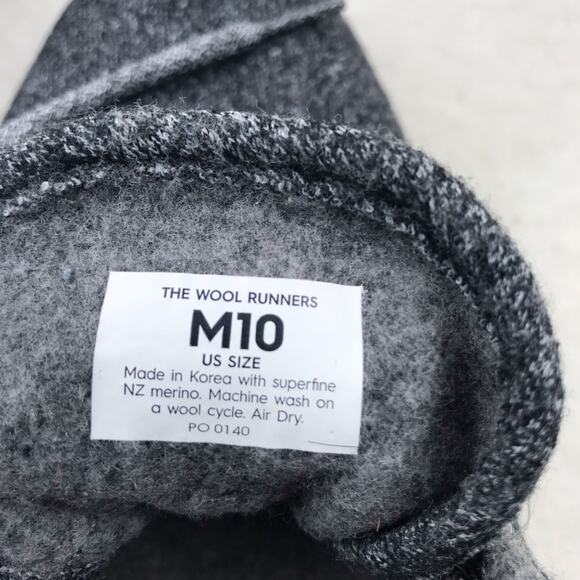 THE WOOL RUNNERS
M10
US SIZE
Made in Korea with superfine
NZ merino. Machine wash on
a wool cycle. Air Dry.
PO 0140